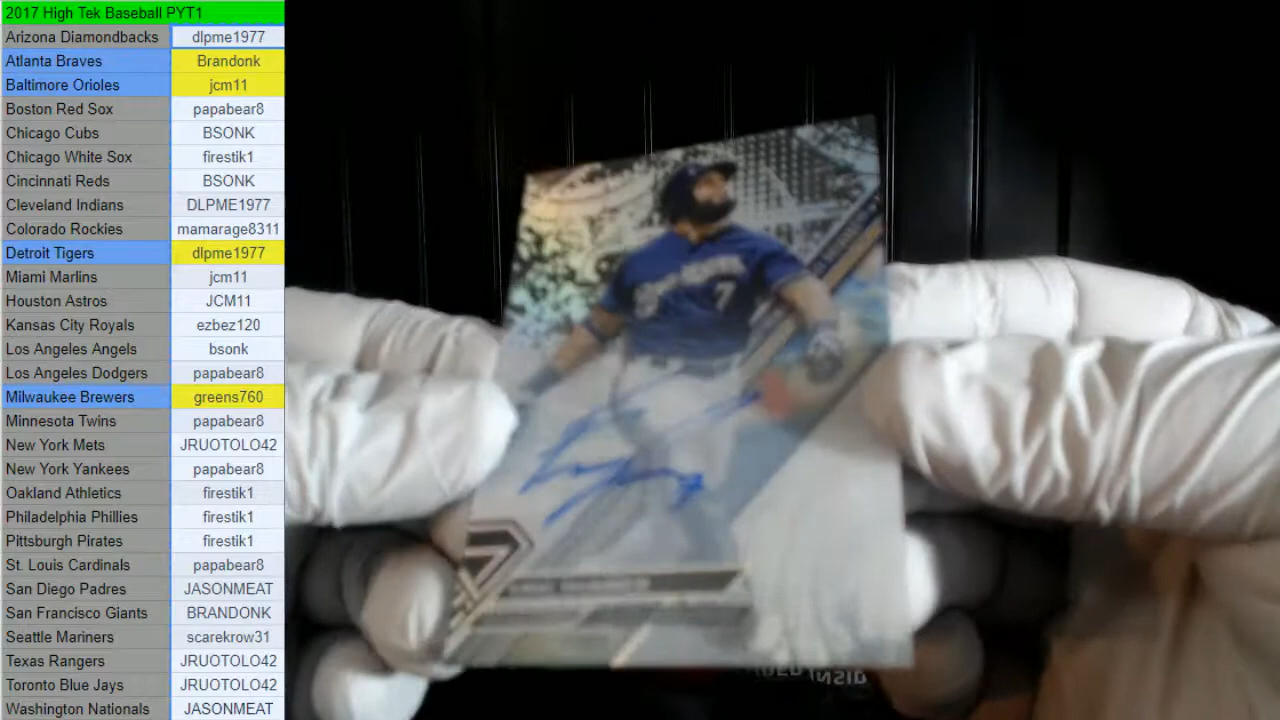 2017 High Tek Baseball PYT1
Arizona Diamondbacks dlpme1977
Atlanta Braves Brandonk
Baltimore Orioles jcm11
Boston Red Sox papabear8
Chicago Cubs BSONK
Chicago White Sox firestik1
Cincinnati Reds BSONK
Cleveland Indians DLPME1977
Colorado Rockies mamarage8311
Detroit Tigers dlpme1977
Miami Marlins jcm11
Houston Astros JCM11
Kansas City Royals ezbez120
Los Angeles Angels bsonk
Los Angeles Dodgers papabear8
Milwaukee Brewers greens760
Minnesota Twins papabear8
New York Mets JRUOTOLO42
New York Yankees papabear8
Oakland Athletics firestik1
Philadelphia Phillies firestik1
Pittsburgh Pirates firestik1
St. Louis Cardinals papabear8
San Diego Padres JASONMEAT
San Francisco Giants BRANDONK
Seattle Mariners scarekrow31
Texas Rangers JRUOTOLO42
Toronto Blue Jays JRUOTOLO42
Washington Nationals JASONMEAT
7